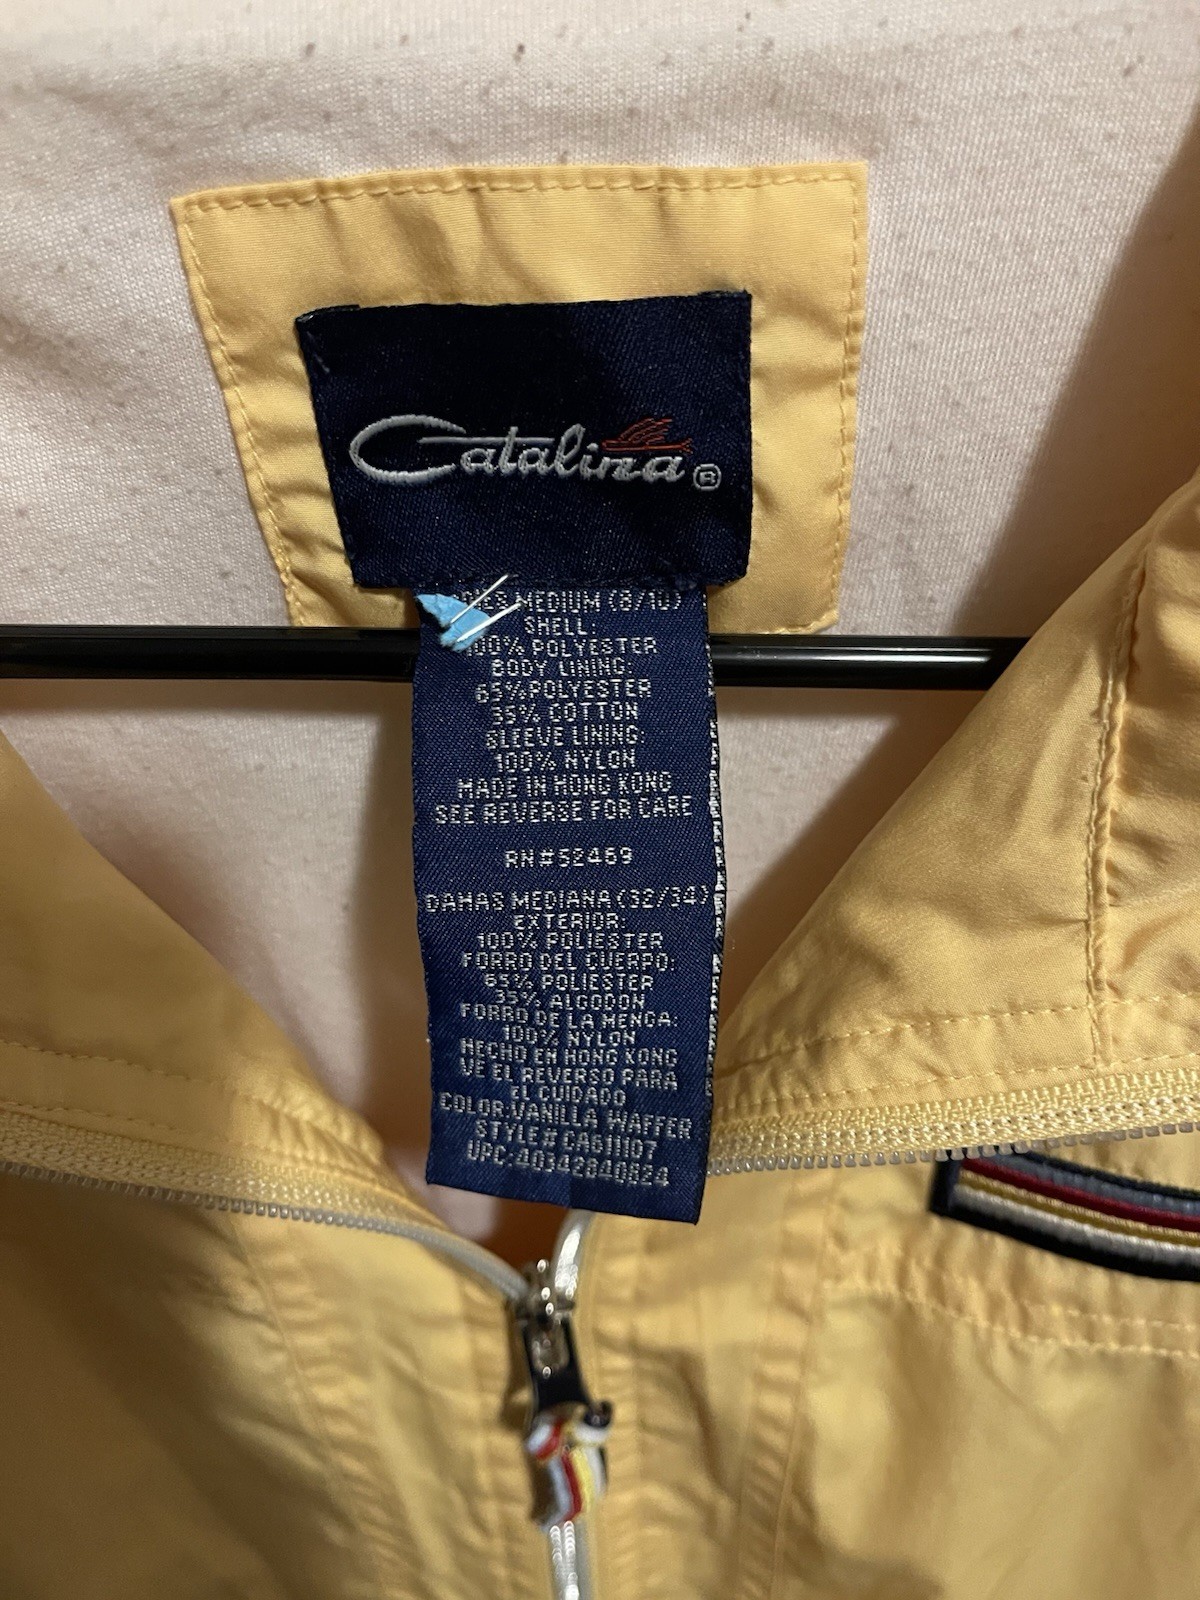 Catalina ®
MEDIUM (8/10)
SHELL:
100% POLYESTER
BODY LINING:
65% POLYESTER
35% COTTON
SLEEVE LINING:
100% NYLON
MADE IN HONG KONG
SEE REVERSE FOR CARE
RN#52469
DAMAS MEDIANA (32/34)
EXTERIOR:
100% POLIESTER
FORRO DEL CUERPO:
65% POLIESTER
35% ALGODON
FORRO DE LA MENGA:
100% NYLON
HECHO EN HONG KONG
VE EL REVERSO PARA
EL CUIDADO
COLOR:VANILLA WAFFER
STYLE#CA611107
UPC:40342840824